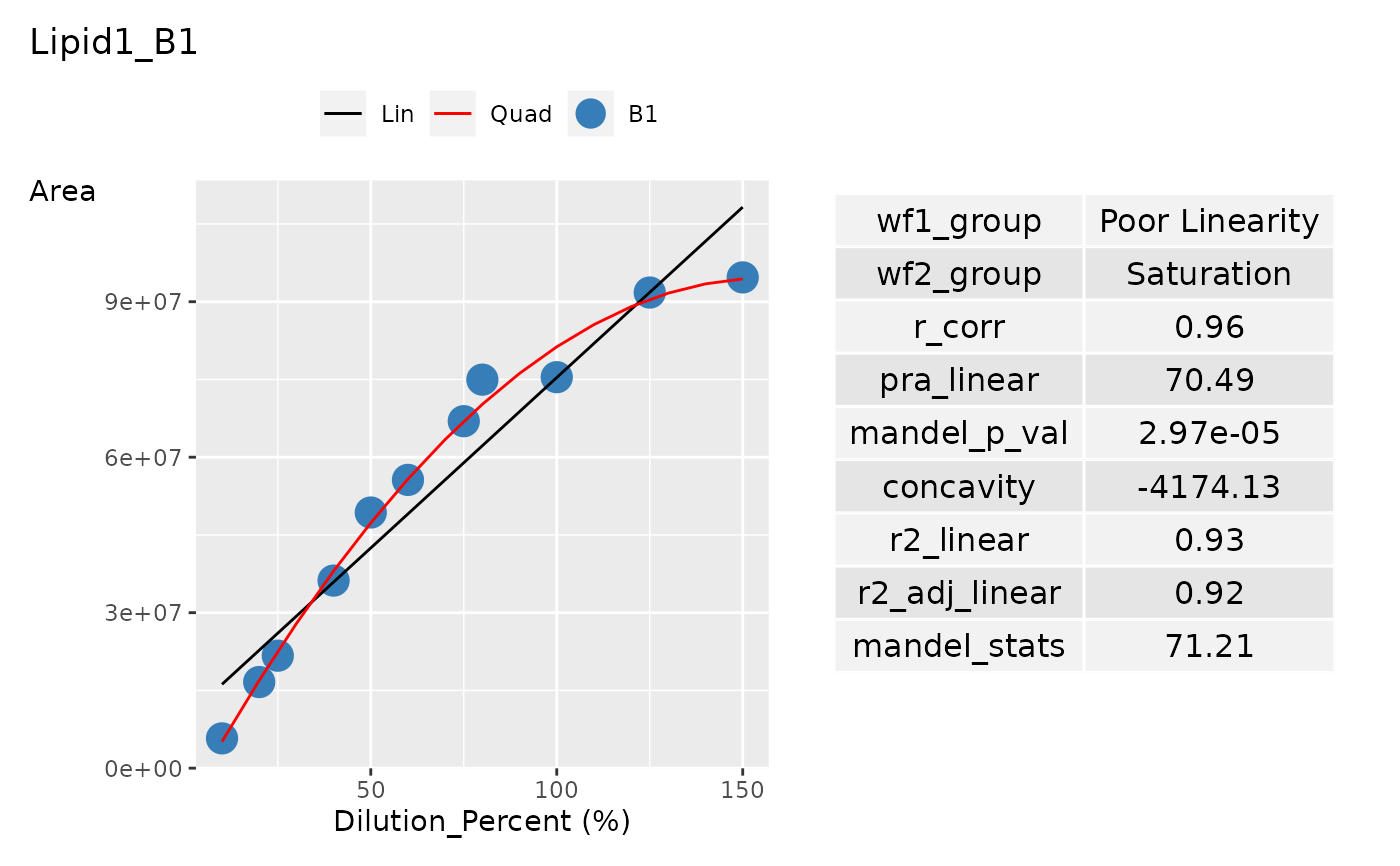 Lipid1_B1
Lin Quad B1
Area
9e+07
6e+07
3e+07
0e+00
50 100 150
Dilution_Percent (%)
wf1_group Poor Linearity
wf2_group Saturation
r_corr 0.96
pra_linear 70.49
mandel_p_val 2.97e-05
concavity -4174.13
r2_linear 0.93
r2_adj_linear 0.92
mandel_stats 71.21